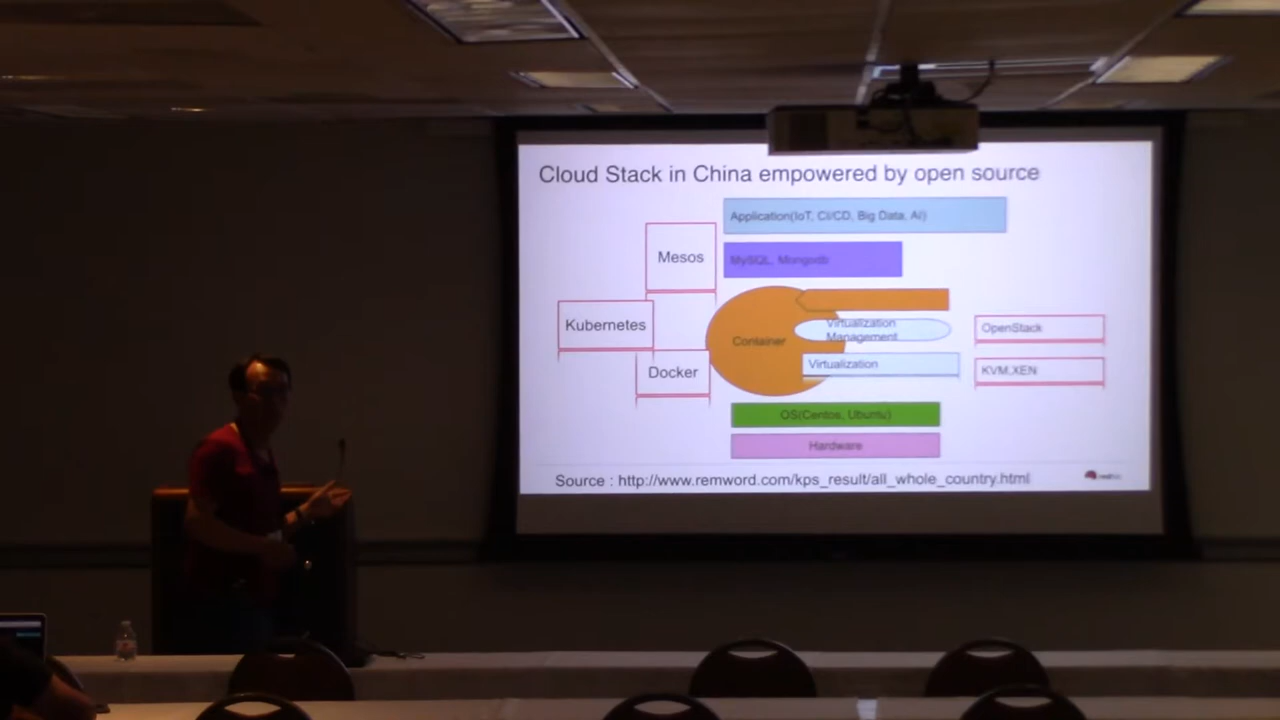 Cloud Stack in China empowered by open source
Application(IoT, CI/CD, Big Data, AI)
Mesos
MySQL, Mongodb
Kubernetes
Container
Virtualization
Management
OpenStack
Docker
Virtualization
KVM,XEN
OS(Centos, Ubuntu)
Hardware
Source : http://www.remword.com/kps_result/all_whole_country.html